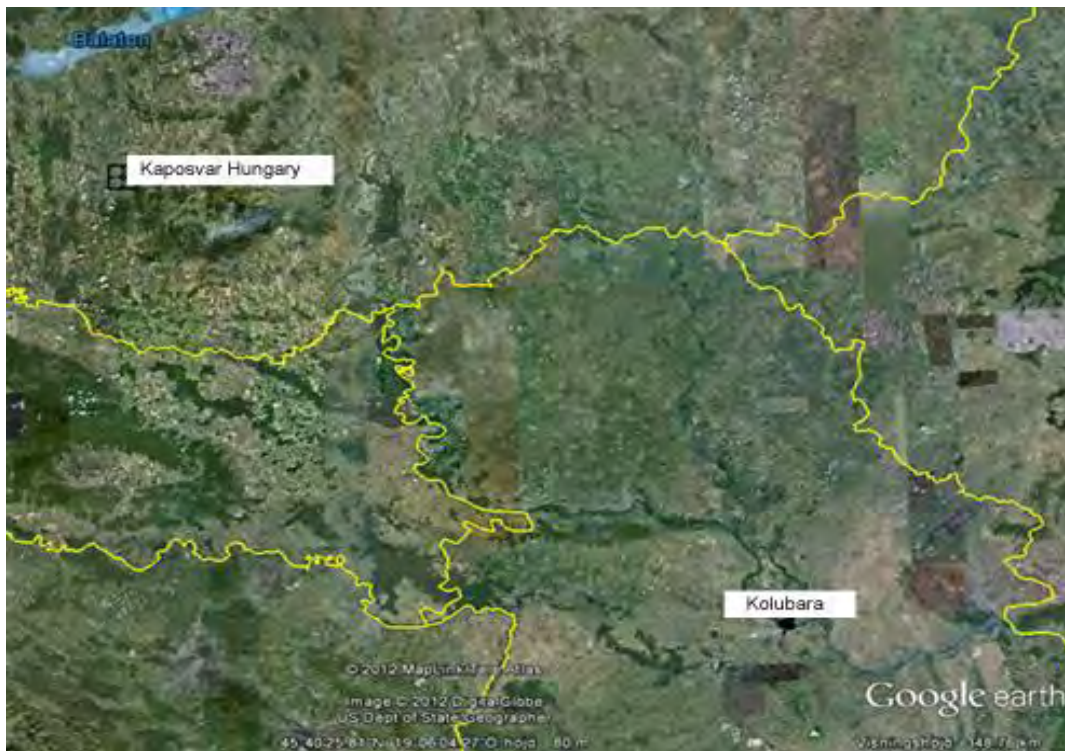 Balaton
Kaposvar Hungary
Kolubara
© 2012 MapLink/Tele Atlas
Image © 2012 DigitalGlobe
US Dept of State Geographer
Google earth